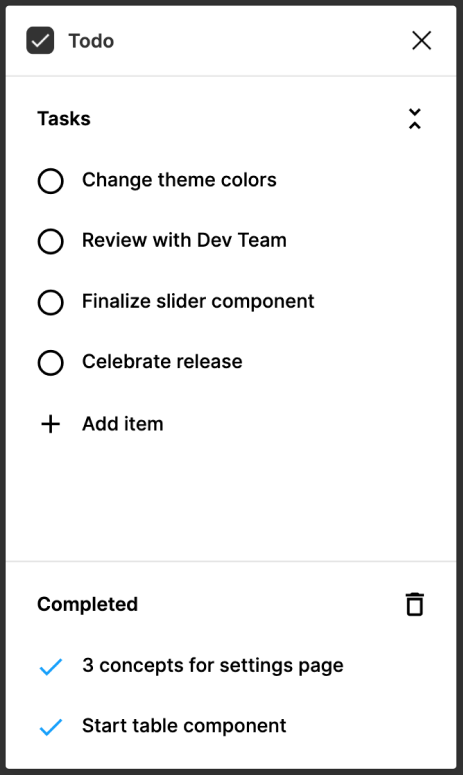 Todo
Tasks
Change theme colors
Review with Dev Team
Finalize slider component
Celebrate release
Add item
Completed
3 concepts for settings page
Start table component